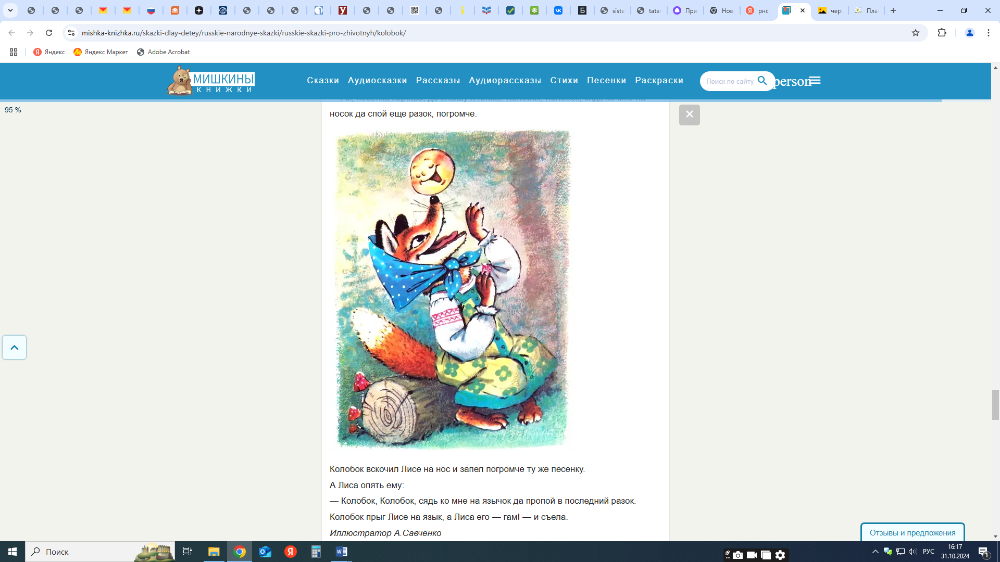 siste
tatar
При
Нов
рнс
чер
Пла
mishka-knizhka.ru/skazki-dlay-detey/russkie-narodnye-skazki/russkie-skazki-pro-zhivotnyh/kolobok/
Яндекс
Яндекс Маркет
Adobe Acrobat
МИШКИНЫ
КНИЖКИ
Сказки Аудиосказки Рассказы Аудиорассказы Стихи Песенки Раскраски
Поиск по сайту
person
95 %
носок да спой еще разок, погромче.
Колобок вскочил Лисе на нос и запел погромче ту же песенку.
А Лиса опять ему:
— Колобок, Колобок, сядь ко мне на язычок да пропой в последний разок.
Колобок прыг Лисе на язык, а Лиса его — гам! — и съела.
Иллюстратор А.Савченко
Отзывы и предложения
Поиск
РУС
16:17
31.10.2024
1